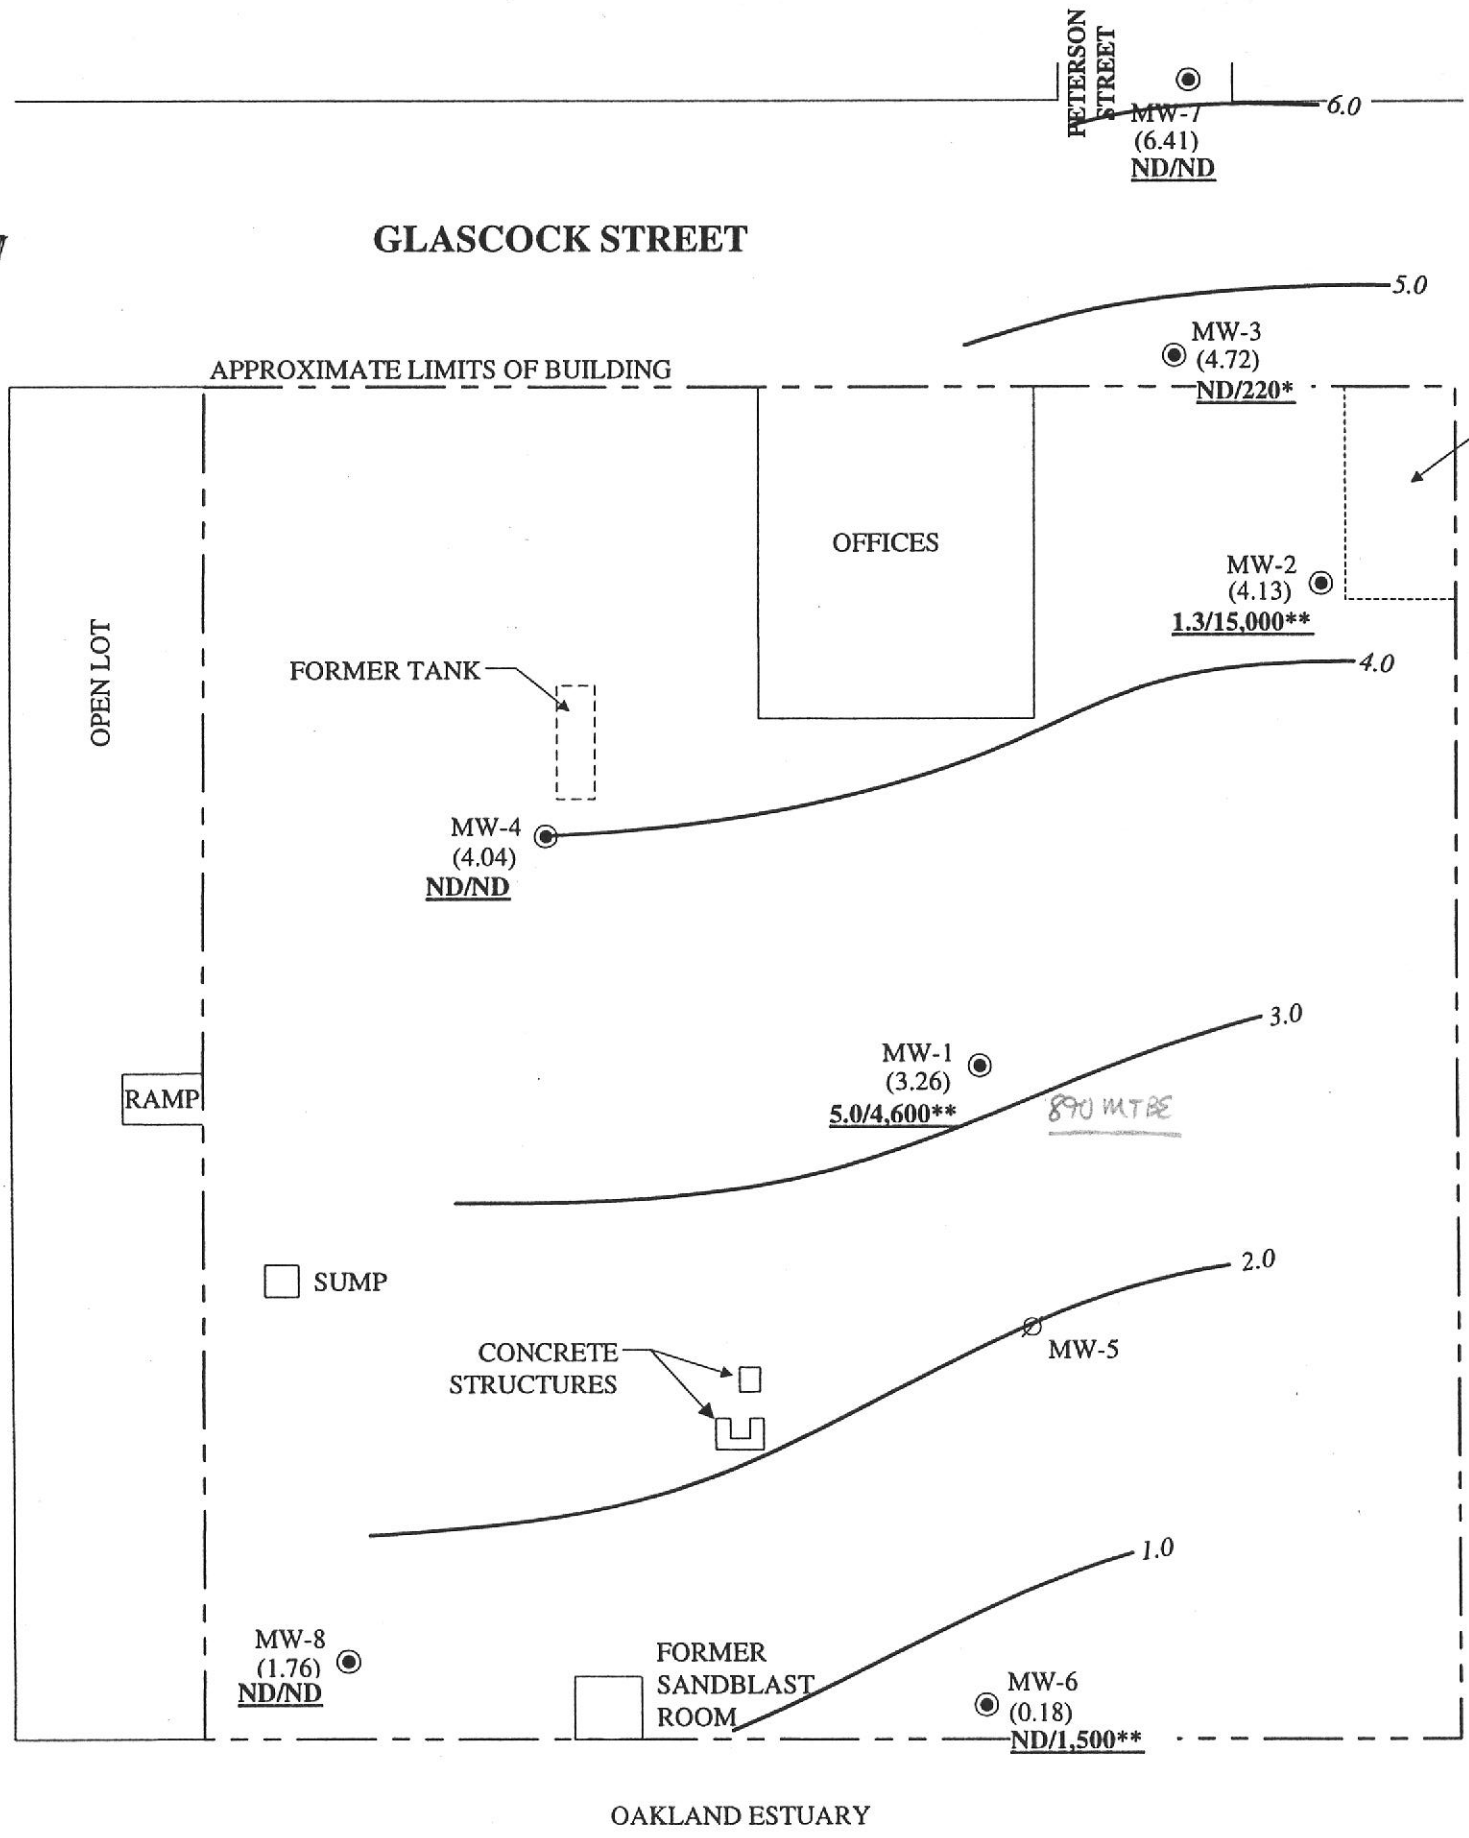 PETERSON
STREET
MW-7
(6.41)
ND/ND
6.0
GLASCOCK STREET
5.0
MW-3
(4.72)
ND/220*
APPROXIMATE LIMITS OF BUILDING
OFFICES
MW-2
(4.13)
1.3/15,000**
OPEN LOT
FORMER TANK
4.0
MW-4
(4.04)
ND/ND
3.0
MW-1
(3.26)
5.0/4,600**
890 MTBE
RAMP
2.0
SUMP
MW-5
CONCRETE
STRUCTURES
1.0
MW-8
(1.76)
ND/ND
FORMER
SANDBLAST
ROOM
MW-6
(0.18)
ND/1,500**
OAKLAND ESTUARY